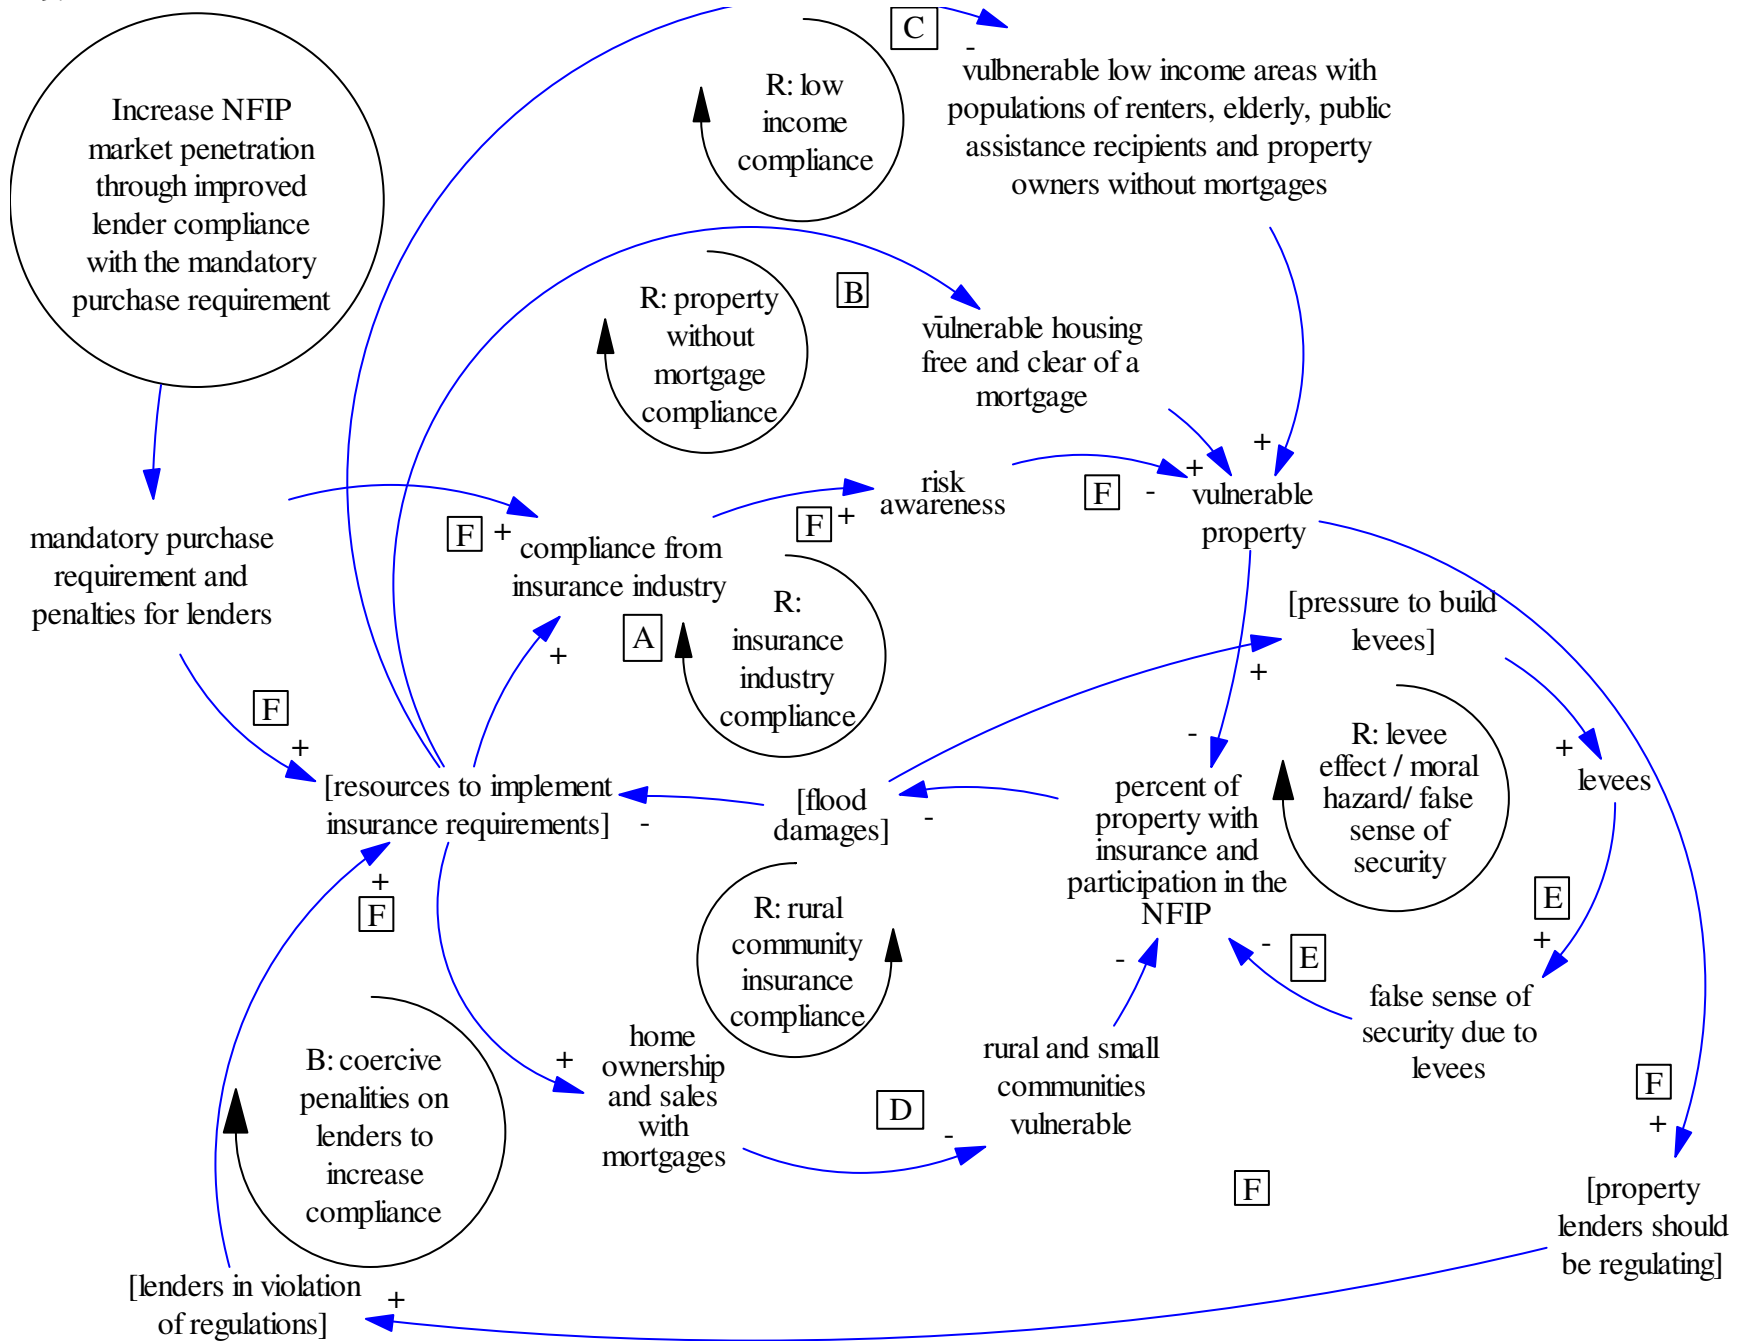 Increase NFIP
market penetration
through improved
lender compliance
with the mandatory
purchase requirement
R: low
income
compliance
C
-
vulbnerable low income areas with
populations of renters, elderly, public
assistance recipients and property
owners without mortgages
R: property
without
mortgage
compliance
B
-
vulnerable housing
free and clear of a
mortgage
mandatory purchase
requirement and
penalties for lenders
F
+
compliance from
insurance industry
F
+
risk
awareness
F
-
+
+
vulnerable
property
A
+
R:
insurance
industry
compliance
[pressure to build
levees]
+
F
+
[resources to implement
insurance requirements]
-
[flood
damages]
-
-
percent of
property with
insurance and
participation in the
NFIP
R: levee
effect / moral
hazard/ false
sense of
security
+
levees
E
+
-
E
false sense of
security due to
levees
+
F
R: rural
community
insurance
compliance
-
rural and small
communities
vulnerable
+
home
ownership
and sales
with
mortgages
D
-
B: coercive
penalities on
lenders to
increase
compliance
F
+
F
[property
lenders should
be regulating]
[lenders in violation
of regulations]
+